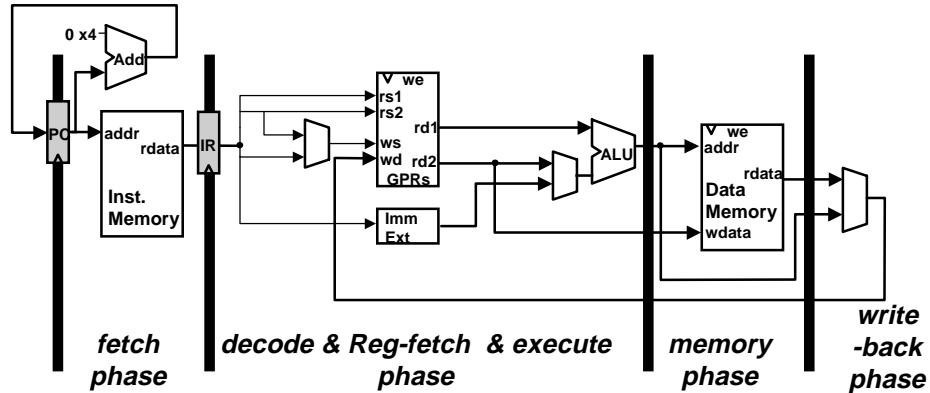 0 x4
Add
PC
addr
rdata
Inst.
Memory
IR
we
rs1
rs2
rd1
ws
wd
rd2
GPRs
Imm
Ext
ALU
we
addr
rdata
Data
Memory
wdata
fetch
phase
decode & Reg-fetch & execute
phase
memory
phase
write
-back
phase